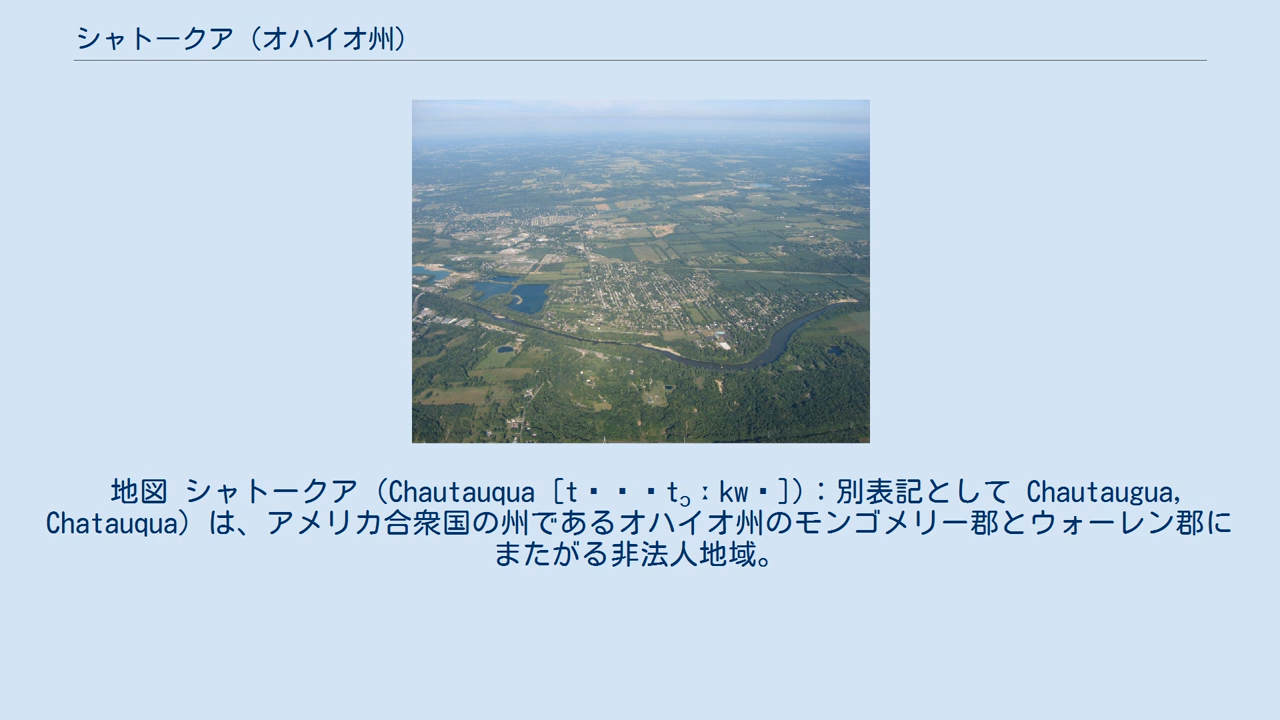 シャトークア (オハイオ州)
地図 シャトークア (Chautauqua [t▪▪▪tɔːkw▪]) : 別表記として Chautaugua,
Chatauqua) は、アメリカ合衆国の州であるオハイオ州のモンゴメリー郡とウォーレン郡に
またがる非法人地域。